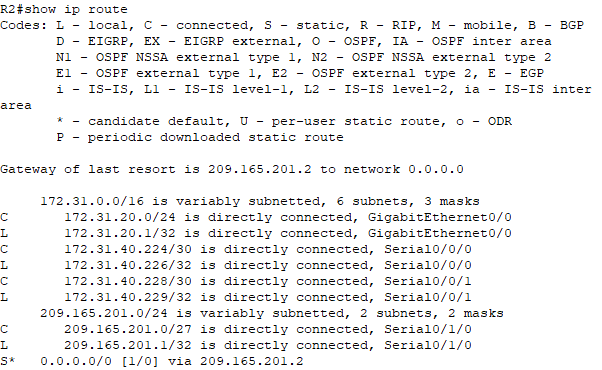 R2#show ip route
Codes: L - local, C - connected, S - static, R - RIP, M - mobile, B - BGP
       D - EIGRP, EX - EIGRP external, O - OSPF, IA - OSPF inter area
       N1 - OSPF NSSA external type 1, N2 - OSPF NSSA external type 2
       E1 - OSPF external type 1, E2 - OSPF external type 2, E - EGP
       i - IS-IS, L1 - IS-IS level-1, L2 - IS-IS level-2, ia - IS-IS inter
area
       * - candidate default, U - per-user static route, o - ODR
       P - periodic downloaded static route

Gateway of last resort is 209.165.201.2 to network 0.0.0.0

     172.31.0.0/16 is variably subnetted, 6 subnets, 3 masks
C       172.31.20.0/24 is directly connected, GigabitEthernet0/0
L       172.31.20.1/32 is directly connected, GigabitEthernet0/0
C       172.31.40.224/30 is directly connected, Serial0/0/0
L       172.31.40.226/32 is directly connected, Serial0/0/0
C       172.31.40.228/30 is directly connected, Serial0/0/1
L       172.31.40.229/32 is directly connected, Serial0/0/1
     209.165.201.0/24 is variably subnetted, 2 subnets, 2 masks
C       209.165.201.0/27 is directly connected, Serial0/1/0
L       209.165.201.1/32 is directly connected, Serial0/1/0
S*   0.0.0.0/0 [1/0] via 209.165.201.2